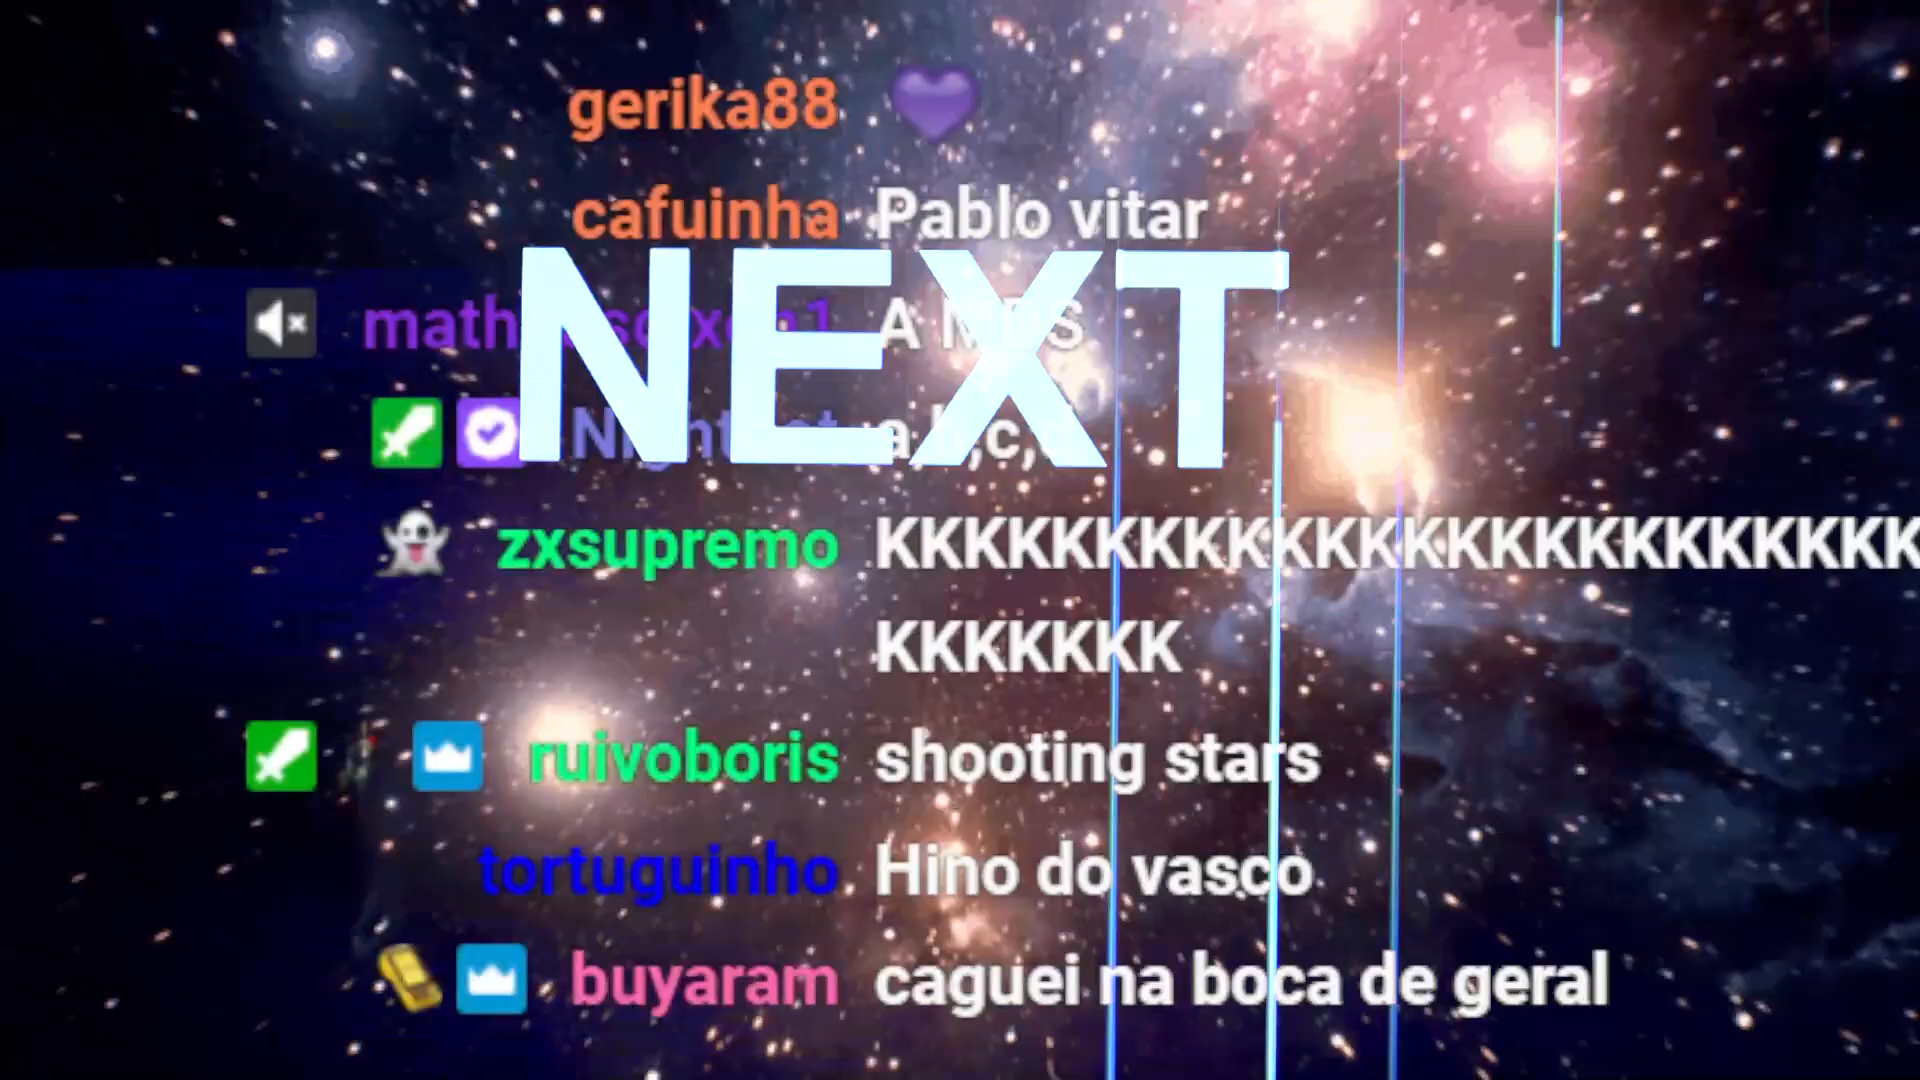 gerika88
cafuinha Pablo vitar
NEXT
A
zxsupremo KKKKKKKKKKKKKKKKKKKKKKKK
KKKKKKK
ruivoboris shooting stars
tortuguinho Hino do vasco
buyaram caguei na boca de geral